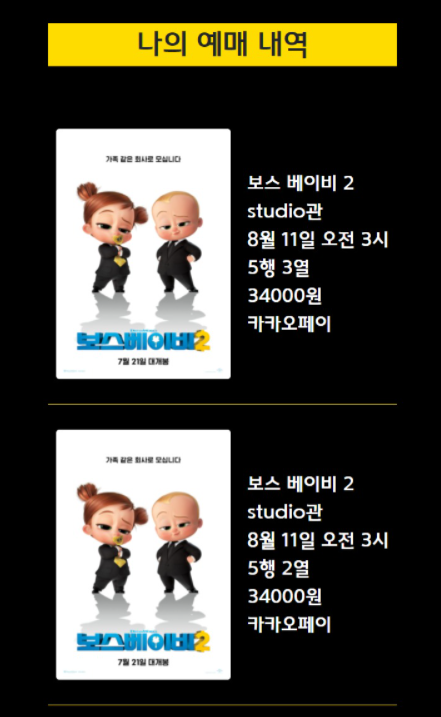 나의 예매 내역
가족 같은 회사로 모십니다
보스베이비2
7월 21일 대개봉
보스 베이비 2
studio관
8월 11일 오전 3시
5행 3열
34000원
카카오페이
가족 같은 회사로 모십니다
보스베이비2
7월 21일 대개봉
보스 베이비 2
studio관
8월 11일 오전 3시
5행 2열
34000원
카카오페이